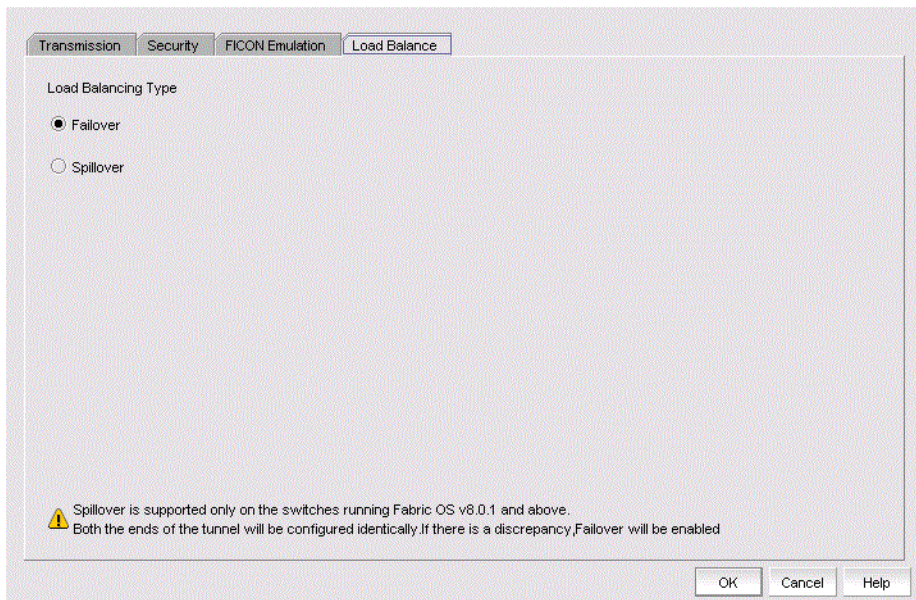 Transmission Security FICON Emulation Load Balance
Load Balancing Type
Failover
Spillover
Spillover is supported only on the switches running Fabric OS v8.0.1 and above.
Both the ends of the tunnel will be configured identically.If there is a discrepancy,Failover will be enabled
OK Cancel Help